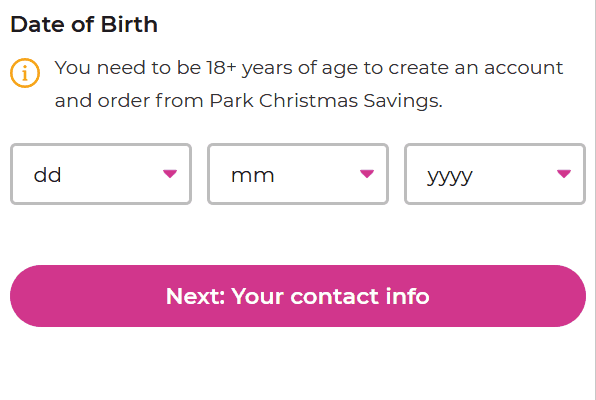 Date of Birth
You need to be 18+ years of age to create an account
and order from Park Christmas Savings.
dd
mm
yyyy
Next: Your contact info